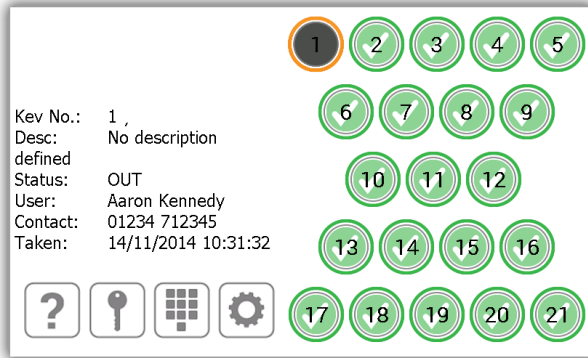 Kev No.: 1 ,
Desc: No description
defined
Status: OUT
User: Aaron Kennedy
Contact: 01234 712345
Taken: 14/11/2014 10:31:32
?
1 2 3 4 5
6 7 8 9
10 11 12
13 14 15 16
17 18 19 20 21